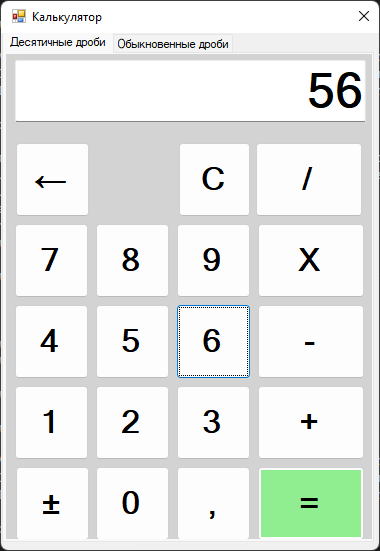 Калькулятор
Десятичные дроби Обыкновенные дроби
56
← C /
7 8 9 X
4 5 6 -
1 2 3 +
± 0 , =